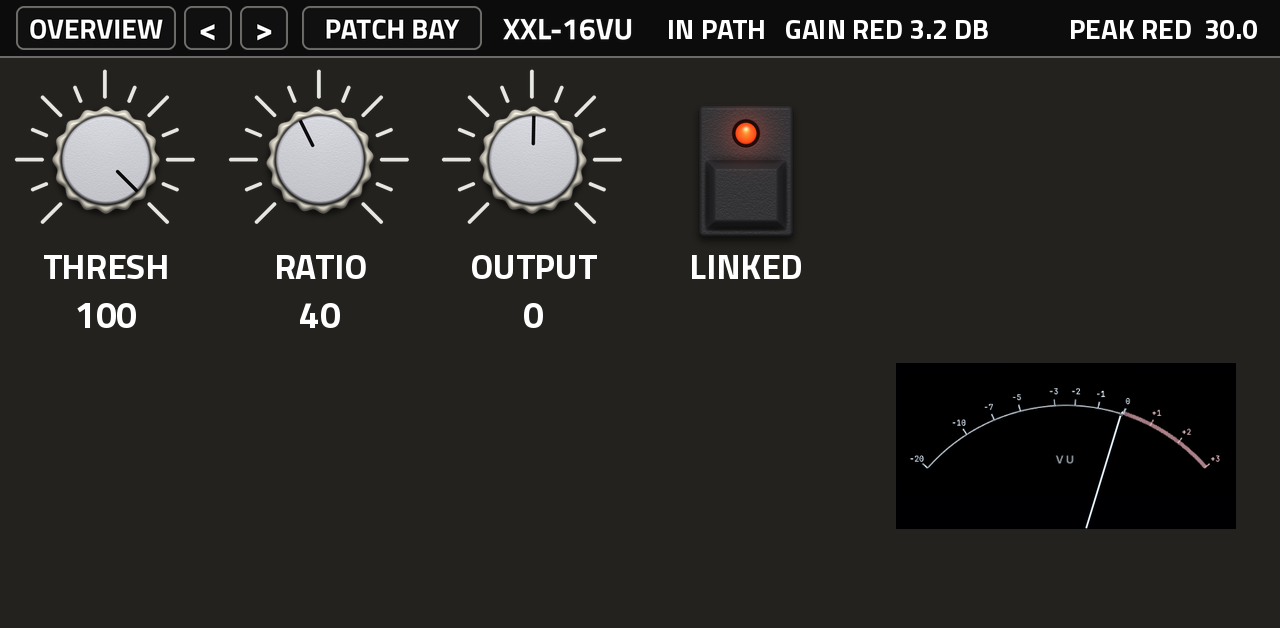 OVERVIEW < > PATCH BAY XXL-16VU IN PATH GAIN RED 3.2 DB PEAK RED 30.0
THRESH RATIO OUTPUT LINKED
100 40 0
-20 -10 -7 -5 -3 -2 -1 0 +1 +2 +3
VU